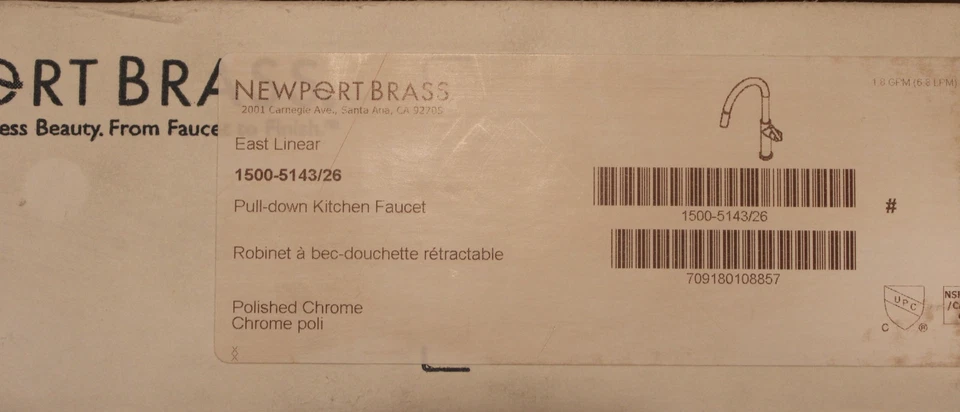 ORT BRA
ess Beauty. From Fauce
NEWPORT BRASS
2001 Carnegie Ave., Santa Ana, CA 92705
1.8 GPM (6.8 LPM)
East Linear
1500-5143/26
Pull-down Kitchen Faucet
1500-5143/26
#
Robinet à bec-douchette rétractable
709180108857
Polished Chrome
Chrome poli
UPC
C ®
NSF